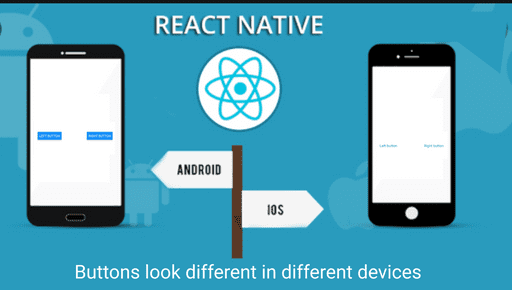 REACT NATIVE
LEFT BUTTON
RIGHT BUTTON
Left button
Right button
ANDROID
IOS
Buttons look different in different devices